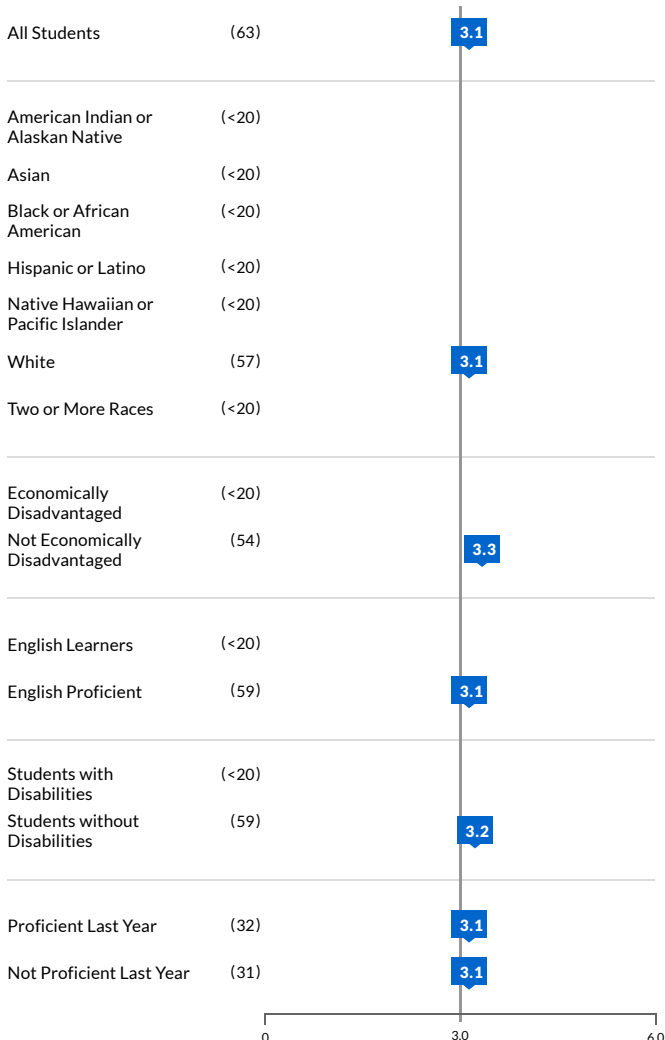 All Students (63) 3.1
American Indian or (<20)
Alaskan Native
Asian (<20)
Black or African (<20)
American
Hispanic or Latino (<20)
Native Hawaiian or (<20)
Pacific Islander
White (57) 3.1
Two or More Races (<20)
Economically (<20)
Disadvantaged
Not Economically (54) 3.3
Disadvantaged
English Learners (<20)
English Proficient (59) 3.1
Students with (<20)
Disabilities
Students without (59) 3.2
Disabilities
Proficient Last Year (32) 3.1
Not Proficient Last Year (31) 3.1
0 3.0 6.0